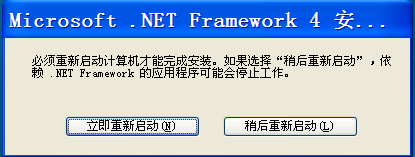 Microsoft .NET Framework 4 安...
必须重新启动计算机才能完成安装。如果选择“稍后重新启动”，依
赖 .NET Framework 的应用程序可能会停止工作。
立即重新启动(N) 稍后重新启动(L)